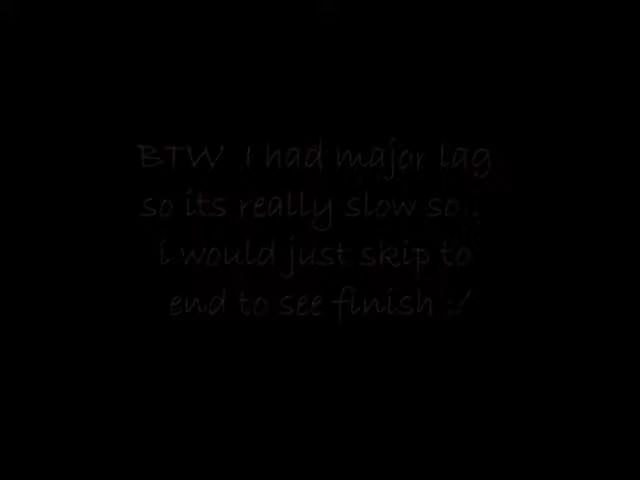 BTW I had major lag
so its really slow so .
i would just skip to
end to see finish :/